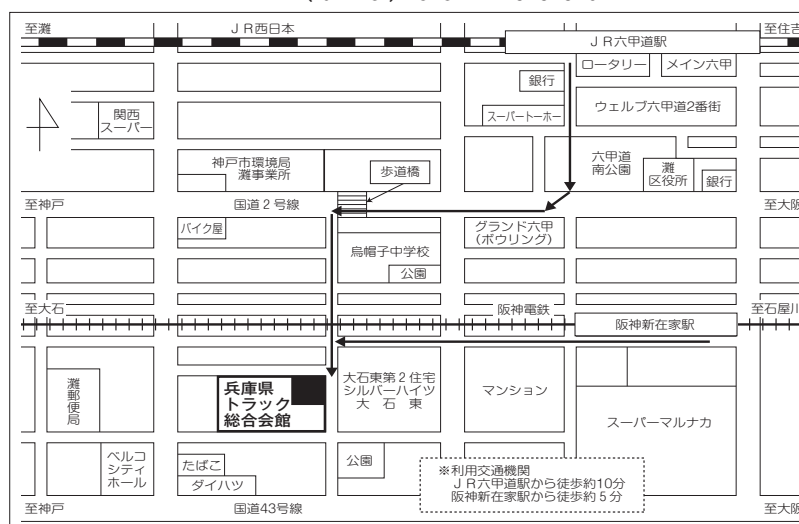 至灘
JR西日本
至住吉
JR六甲道駅
ロータリー
メイン六甲
銀行
関西
スーパー
スーパートーホー
ウェルブ六甲道2番街
神戸市環境局
灘事業所
歩道橋
六甲道
南公園
灘
区役所
銀行
至神戸
国道2号線
至大阪
バイク屋
烏帽子中学校
公園
グランド六甲
(ボウリング)
至大石
阪神電鉄
至石屋川
阪神新在家駅
灘郵便局
兵庫県
トラック
総合会館
大石東第2住宅
シルバーハイツ
大石東
マンション
スーパーマルナカ
ベルコ
シティ
ホール
たばこ
ダイハツ
公園
※利用交通機関
JR六甲道駅から徒歩約10分
阪神新在家駅から徒歩約5分
至神戸
国道43号線
至大阪